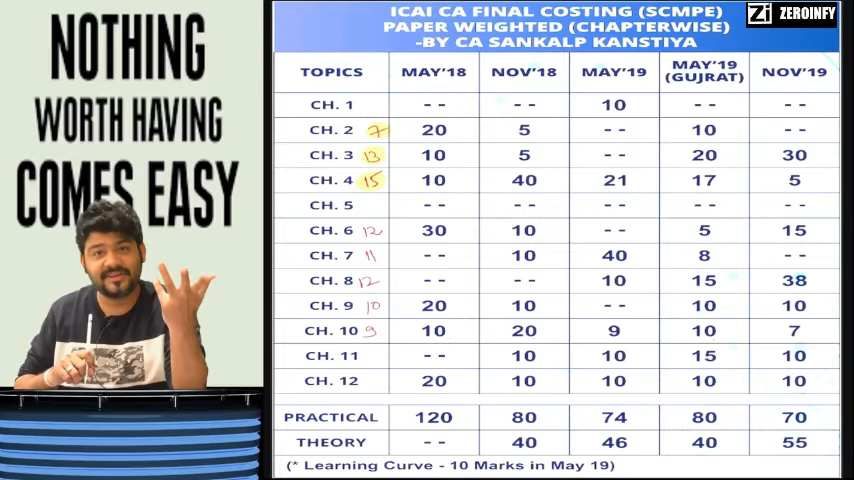 NOTHING
WORTH HAVING
COMES EASY
Zi ZEROINFY
ICAI CA FINAL COSTING (SCMPE)
PAPER WEIGHTED (CHAPTERWISE)
-BY CA SANKALP KANSTIYA
TOPICS MAY'18 NOV'18 MAY'19 MAY'19 (GUJRAT) NOV'19
CH. 1 -- -- 10 -- --
CH. 2 7 20 5 -- 10 --
CH. 3 13 10 5 -- 20 30
CH. 4 15 10 40 21 17 5
CH. 5 -- -- -- -- --
CH. 6 12 30 10 -- 5 15
CH. 7 11 -- 10 40 8 --
CH. 8 12 -- -- 10 15 38
CH. 9 10 20 10 -- 10 10
CH. 10 9 10 20 9 10 7
CH. 11 -- 10 10 15 10
CH. 12 20 10 10 10 10
PRACTICAL 120 80 74 80 70
THEORY -- 40 46 40 55
(* Learning Curve - 10 Marks in May 19)